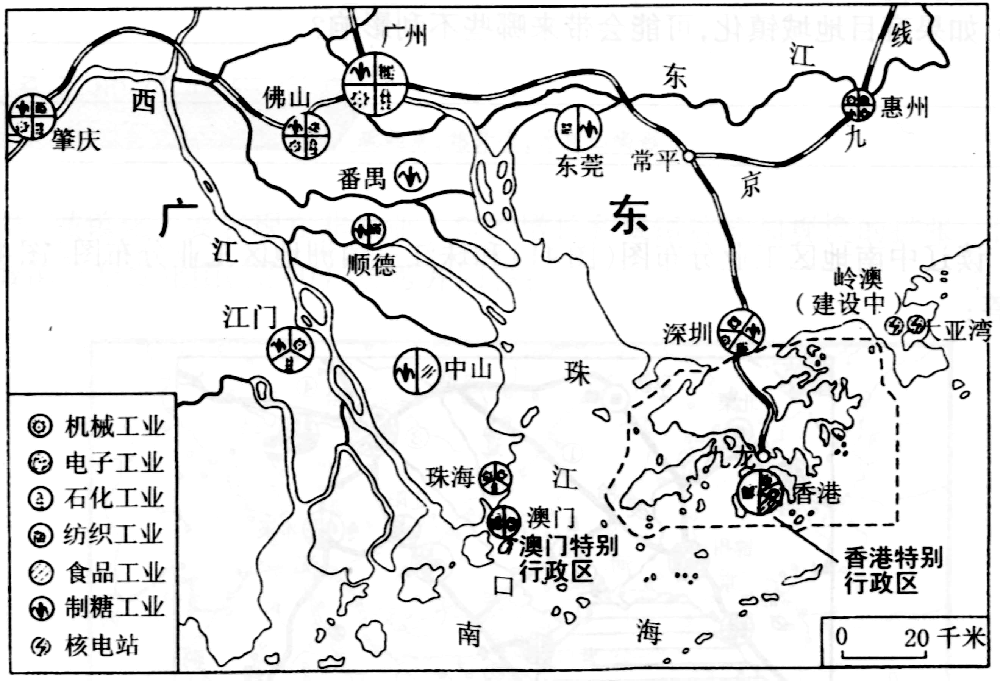 广州
线
江
东
西
佛山
惠州
肇庆
九
东莞
常平
番禺
京
广
东
江
顺德
岭澳
(建设中)
江门
深圳
大亚湾
中山
珠
机械工业
电子工业
石化工业
纺织工业
食品工业
制糖工业
核电站
九龙
珠海
江
香港
澳门
澳门特别
行政区
香港特别
行政区
口
南
海
0 20千米